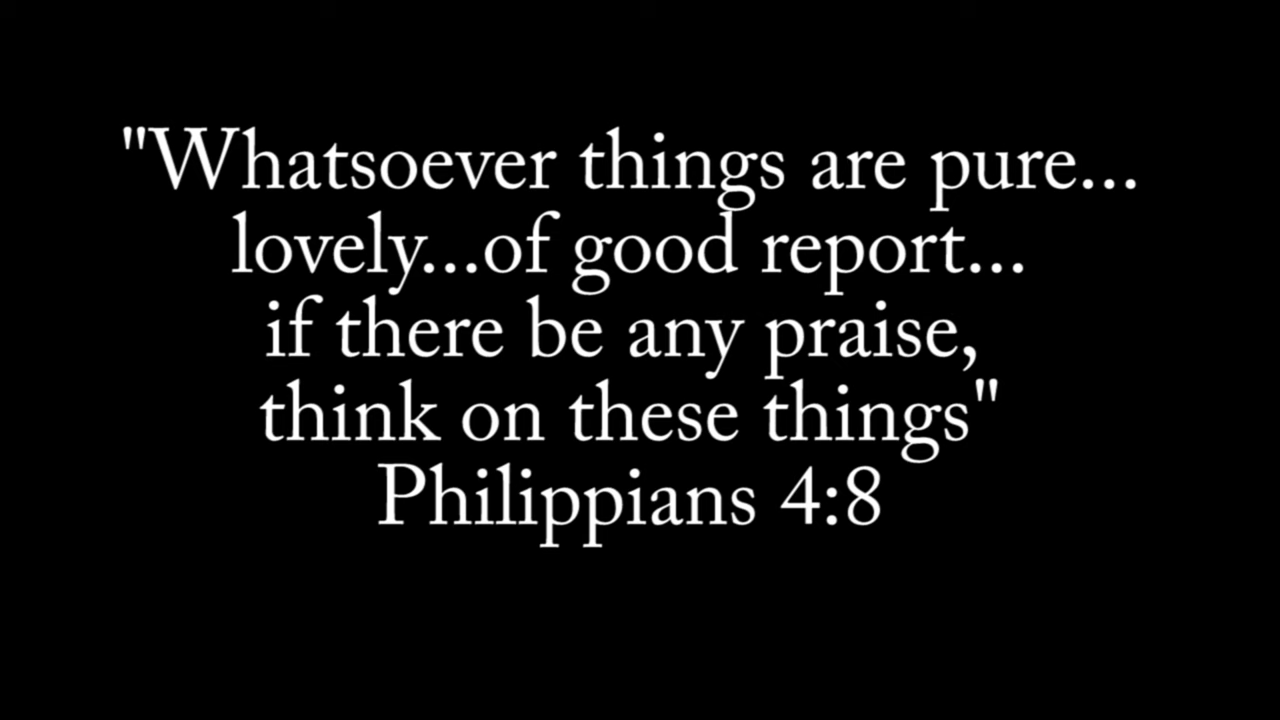 "Whatsoever things are pure...
lovely...of good report...
if there be any praise,
think on these things"
Philippians 4:8